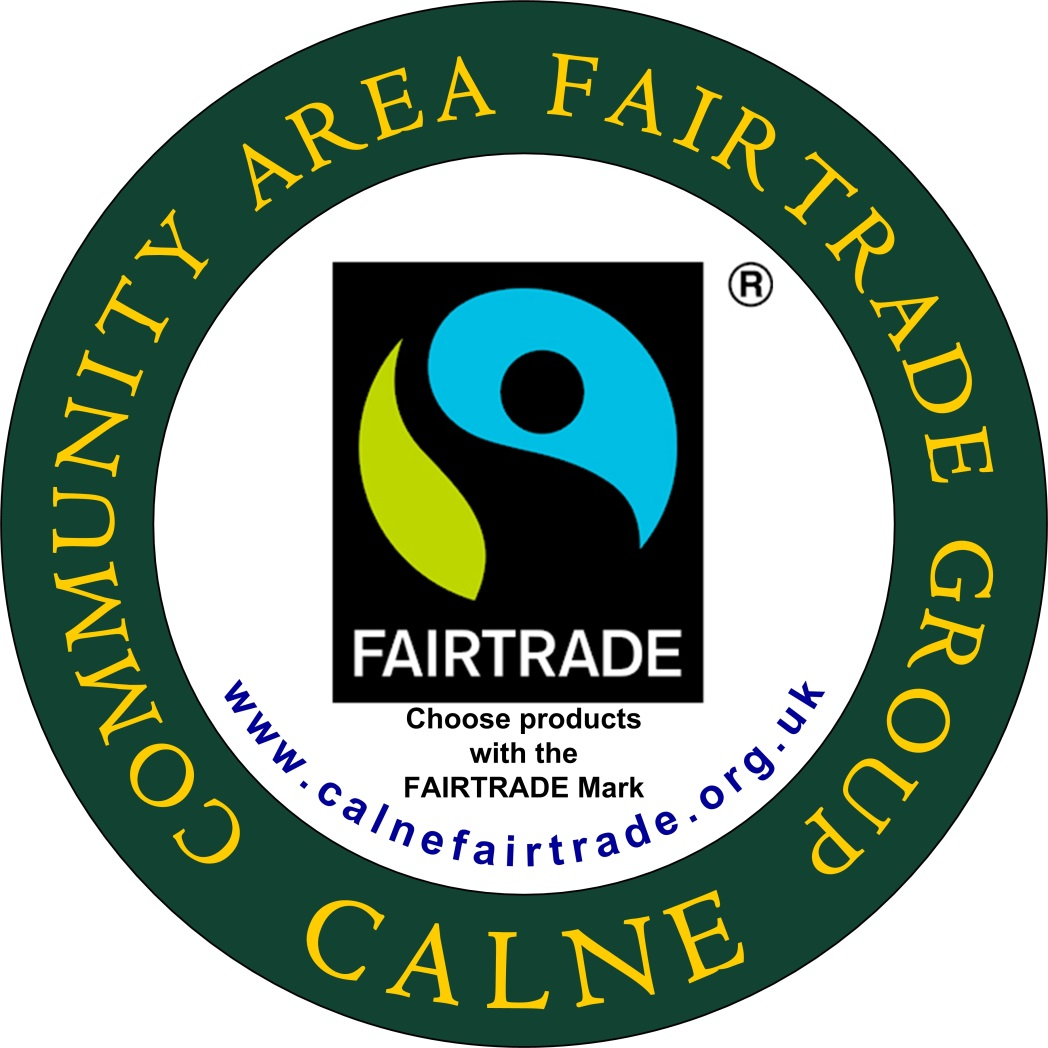 COMMUNITY AREA FAIRTRADE GROUP
®
FAIRTRADE
Choose products
with the
FAIRTRADE Mark
www.calnefairtrade.org.uk
CALNE